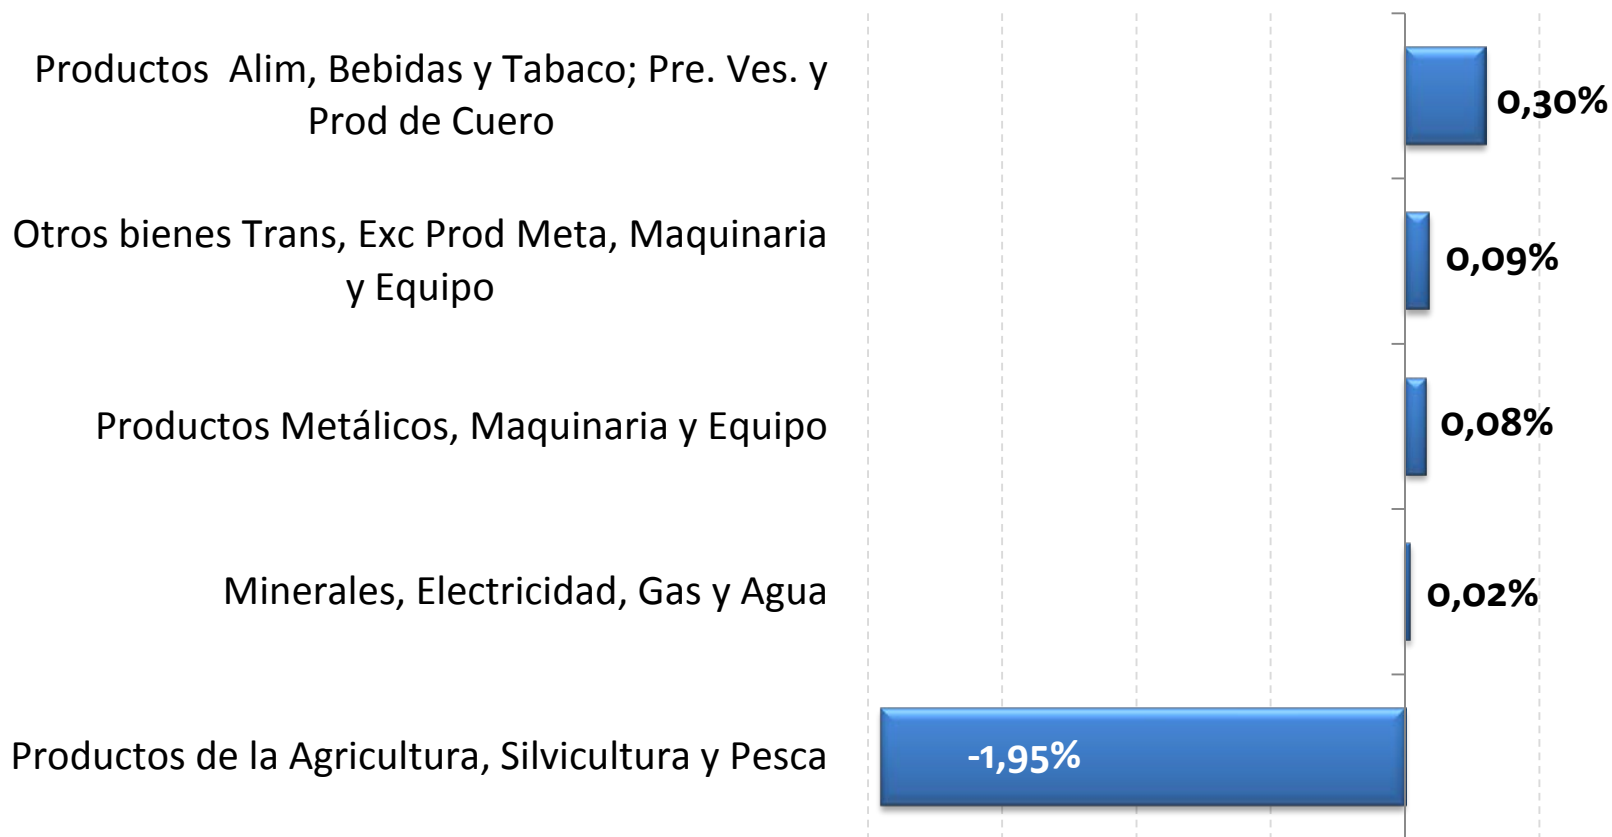 Productos  Alim, Bebidas y Tabaco; Pre. Ves. y
Prod de Cuero
0,30%
Otros bienes Trans, Exc Prod Meta, Maquinaria
y Equipo
0,09%
Productos Metálicos, Maquinaria y Equipo
0,08%
Minerales, Electricidad, Gas y Agua
0,02%
Productos de la Agricultura, Silvicultura y Pesca
-1,95%